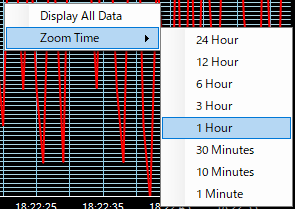 Display All Data
Zoom Time
24 Hour
12 Hour
6 Hour
3 Hour
1 Hour
30 Minutes
10 Minutes
1 Minute
18:22:25
18:22:35